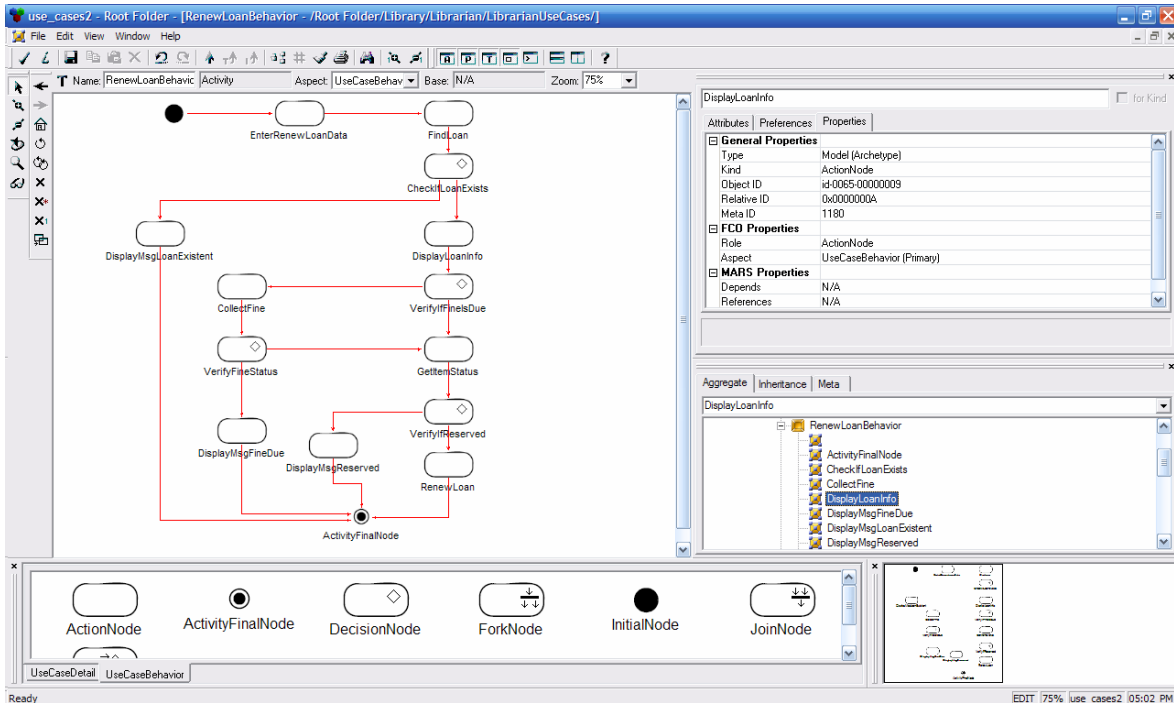 use_cases2 - Root Folder - [RenewLoanBehavior - /Root Folder/Library/Librarian/LibrarianUseCases/]
File Edit View Window Help
Name: RenewLoanBehavic Activity Aspect: UseCaseBehav Base: N/A Zoom: 75%
EnterRenewLoanData
FindLoan
CheckIfLoanExists
DisplayMsgLoanExistent
DisplayLoanInfo
CollectFine
VerifyIfFineIsDue
VerifyFineStatus
GetItemStatus
DisplayMsgFineDue
VerifyIfReserved
DisplayMsgReserved
RenewLoan
ActivityFinalNode
DisplayLoanInfo for Kind
Attributes Preferences Properties
General Properties
Type Model (Archetype)
Kind ActionNode
Object ID id-0065-00000009
Relative ID 0x0000000A
Meta ID 1180
FCO Properties
Role ActionNode
Aspect UseCaseBehavior (Primary)
MARS Properties
Depends N/A
References N/A
Aggregate Inheritance Meta
DisplayLoanInfo
RenewLoanBehavior
ActivityFinalNode
CheckIfLoanExists
CollectFine
DisplayLoanInfo
DisplayMsgFineDue
DisplayMsgLoanExistent
DisplayMsgReserved
ActionNode ActivityFinalNode DecisionNode ForkNode InitialNode JoinNode
UseCaseDetail UseCaseBehavior
Ready EDIT 75% use_cases2 05:02 PM